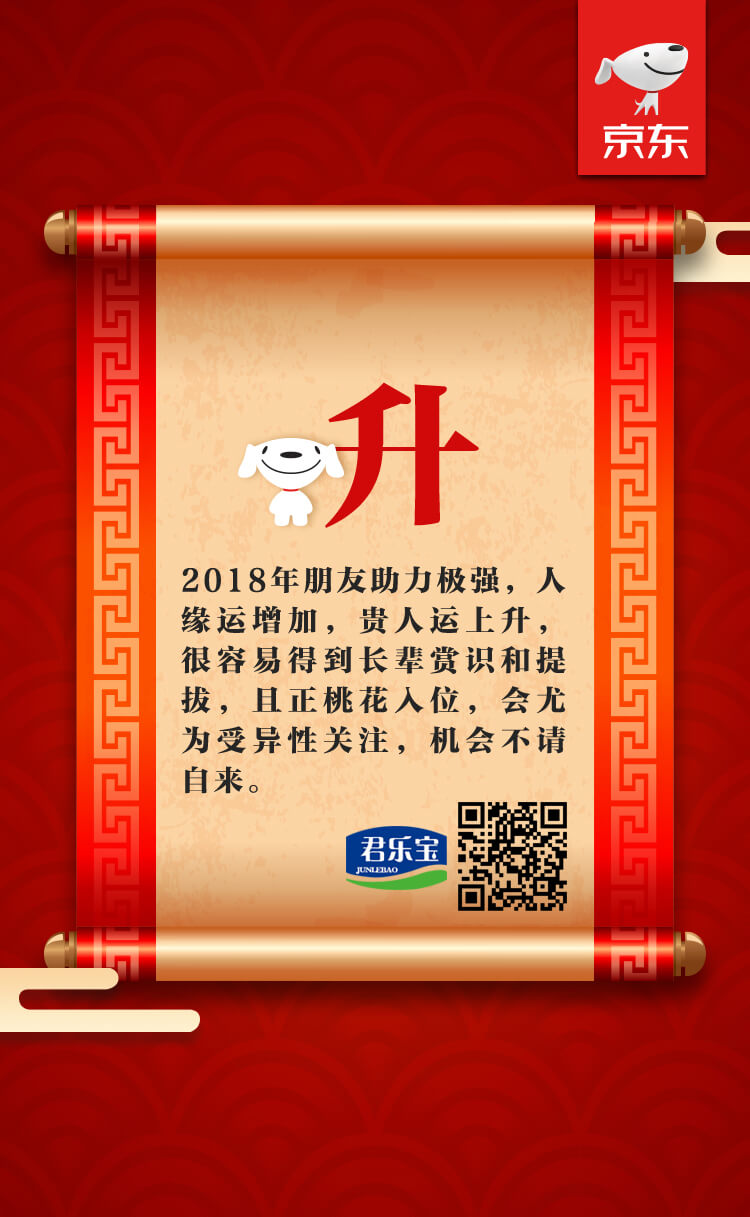 京东
升
2018年朋友助力极强，人
缘运增加，贵人运上升，
很容易得到长辈赏识和提
拔，且正桃花入位，会尤
为受异性关注，机会不请
自来。
君乐宝
JUNLEBAO